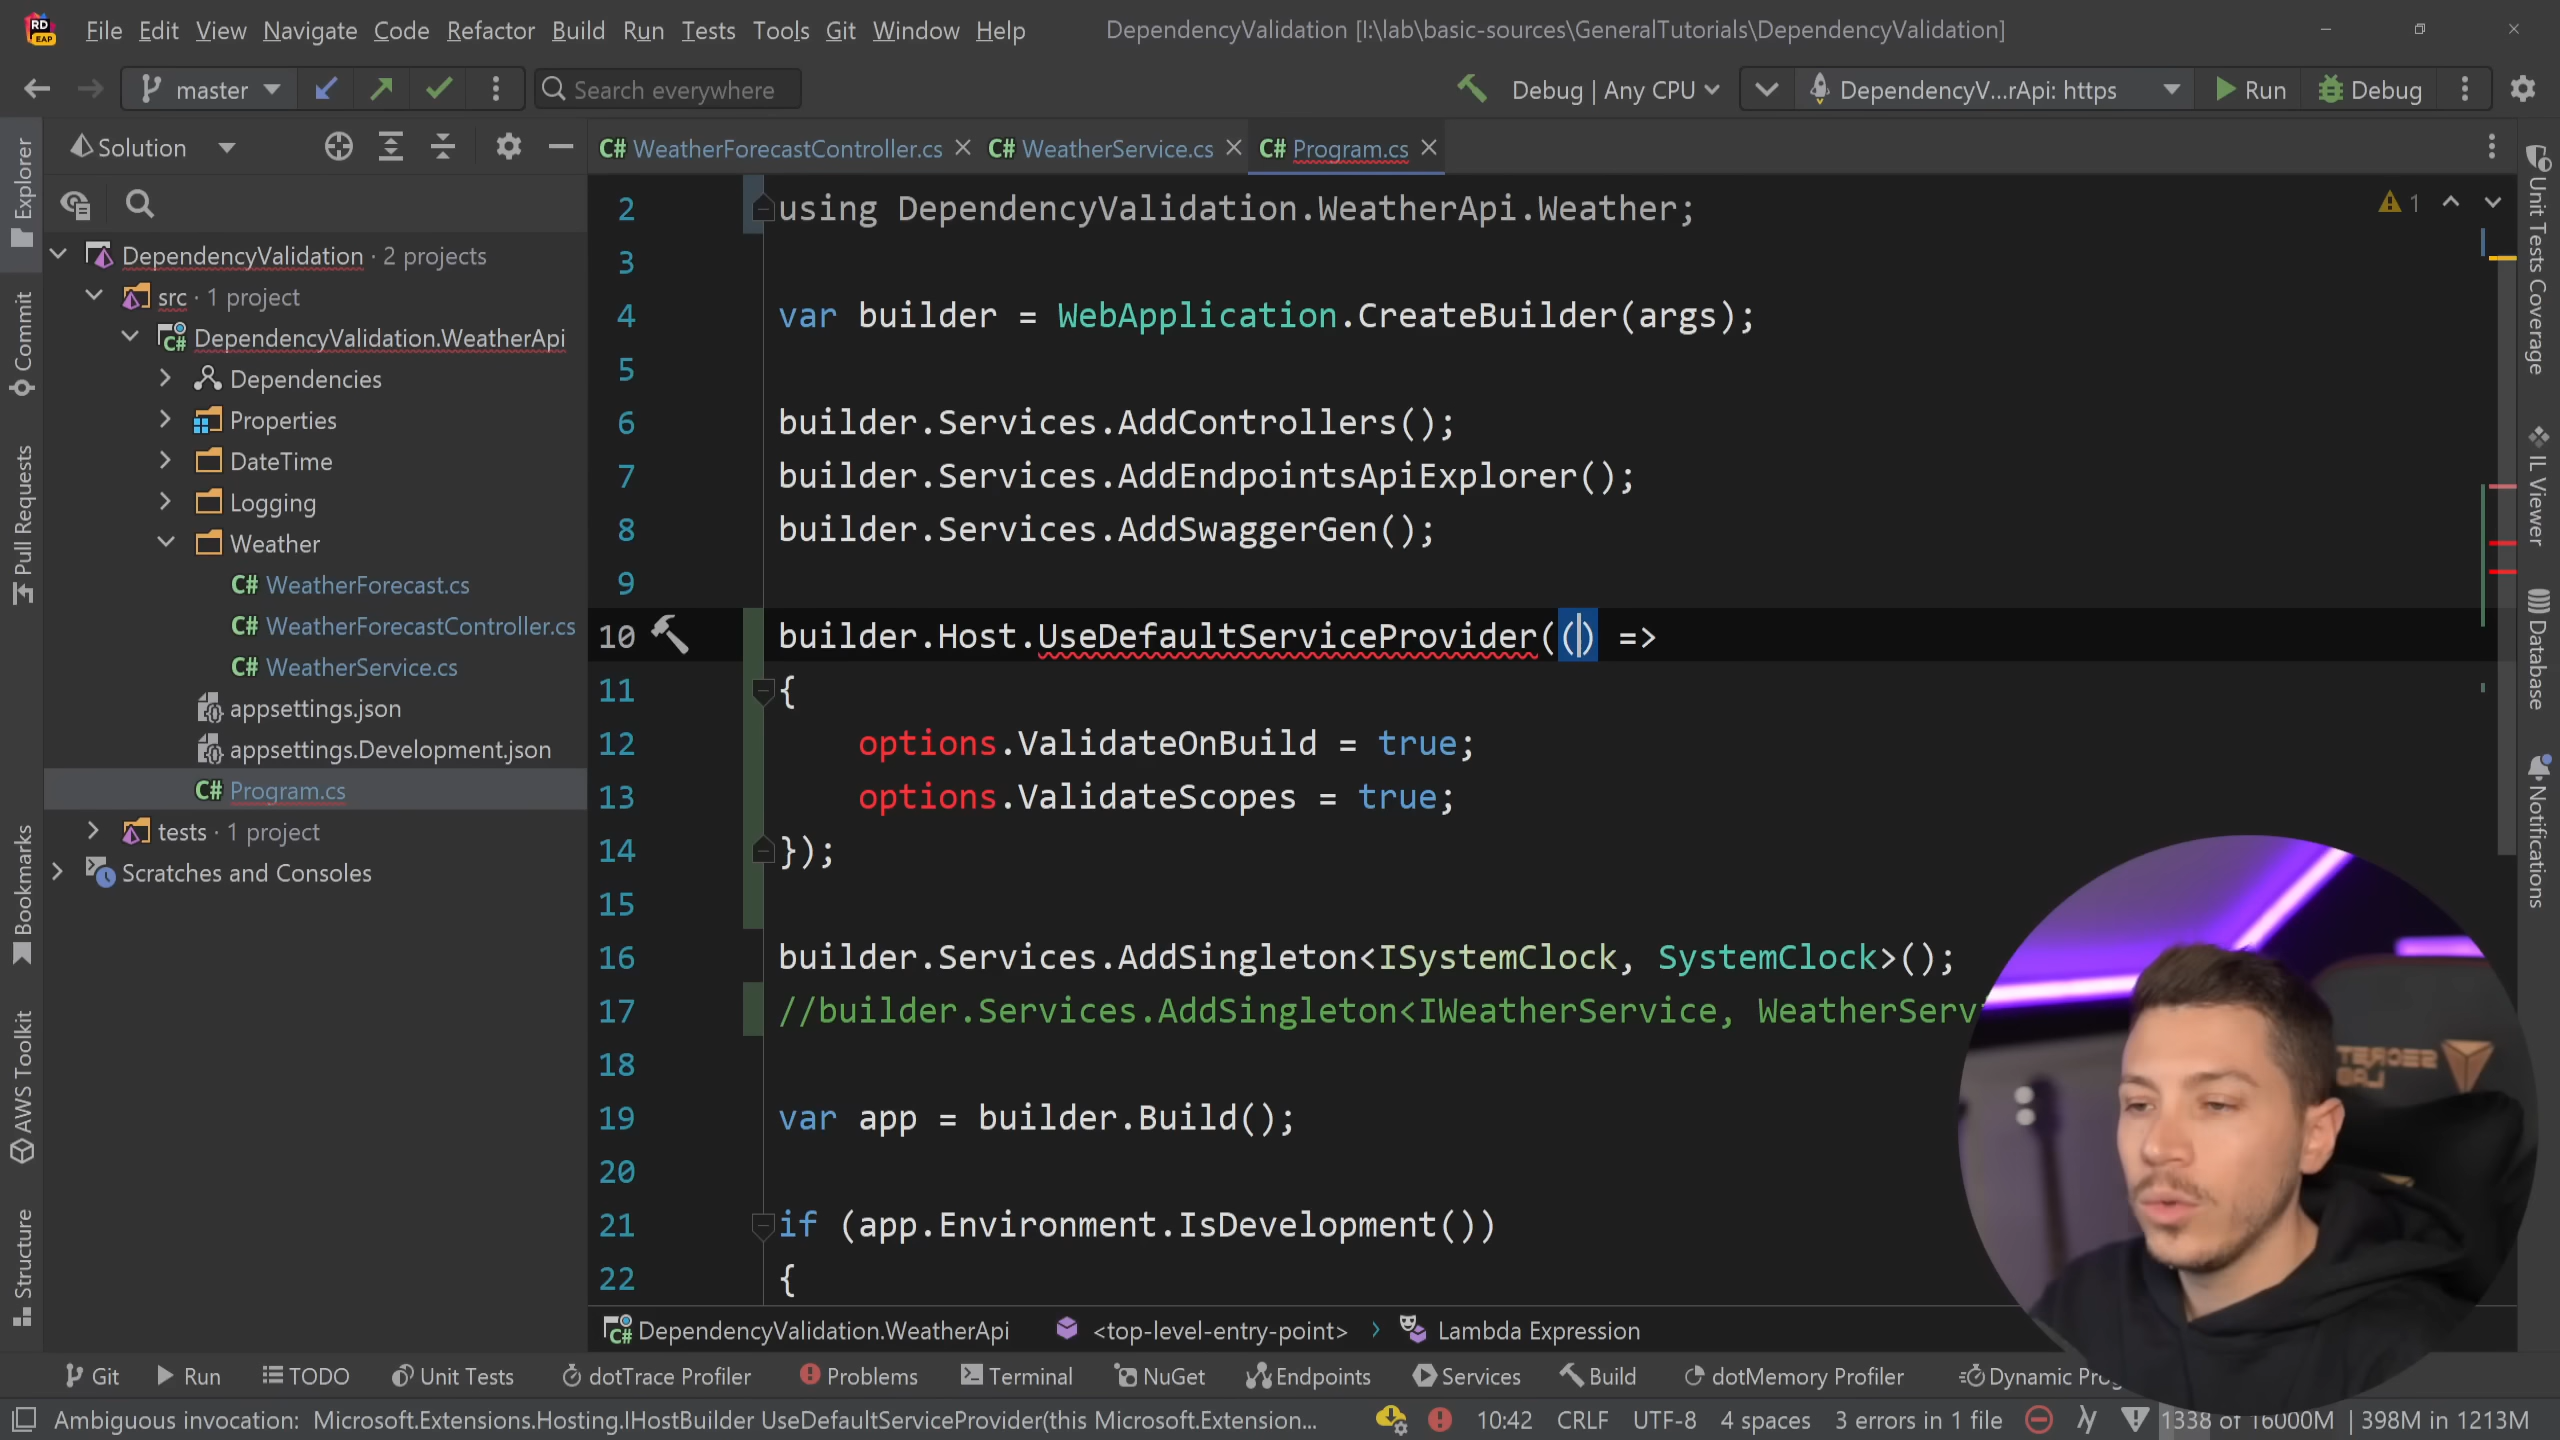 File Edit View Navigate Code Refactor Build Run Tests Tools Git Window Help DependencyValidation [I:\lab\basic-sources\GeneralTutorials\DependencyValidation]
master Search everywhere Debug | Any CPU DependencyV...rApi: https Run Debug
Solution
WeatherForecastController.cs WeatherService.cs Program.cs
DependencyValidation · 2 projects
src · 1 project
DependencyValidation.WeatherApi
Dependencies
Properties
DateTime
Logging
Weather
C# WeatherForecast.cs
C# WeatherForecastController.cs
C# WeatherService.cs
appsettings.json
appsettings.Development.json
C# Program.cs
tests · 1 project
Scratches and Consoles
Explorer
Commit
Pull Requests
Bookmarks
AWS Toolkit
Structure
2 using DependencyValidation.WeatherApi.Weather;
3
4 var builder = WebApplication.CreateBuilder(args);
5
6 builder.Services.AddControllers();
7 builder.Services.AddEndpointsApiExplorer();
8 builder.Services.AddSwaggerGen();
9
10 builder.Host.UseDefaultServiceProvider(() =>
11 {
12 options.ValidateOnBuild = true;
13 options.ValidateScopes = true;
14 });
15
16 builder.Services.AddSingleton<ISystemClock, SystemClock>();
17 //builder.Services.AddSingleton<IWeatherService, WeatherServ
18
19 var app = builder.Build();
20
21 if (app.Environment.IsDevelopment())
22 {
1
Unit Tests Coverage
IL Viewer
Database
Notifications
SECRET LAB
DependencyValidation.WeatherApi <top-level-entry-point> Lambda Expression
Git Run TODO Unit Tests dotTrace Profiler Problems Terminal NuGet Endpoints Services Build dotMemory Profiler Dynamic Prog
Ambiguous invocation: Microsoft.Extensions.Hosting.IHostBuilder UseDefaultServiceProvider(this Microsoft.Extension... 10:42 CRLF UTF-8 4 spaces 3 errors in 1 file 1338 of 16000M | 398M in 1213M